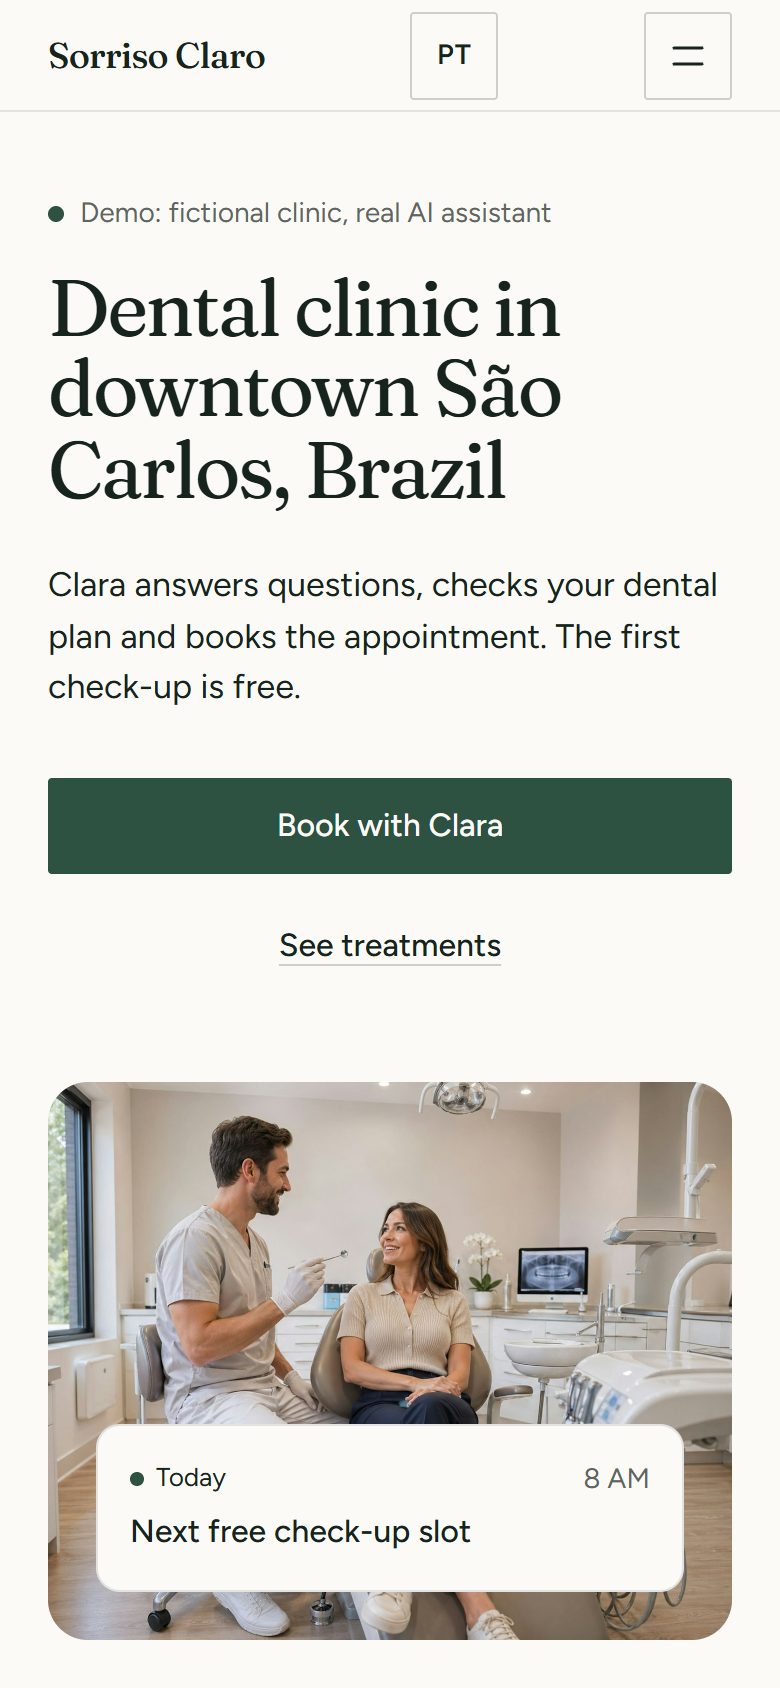 Sorriso Claro
PT
Demo: fictional clinic, real AI assistant
Dental clinic in
downtown São
Carlos, Brazil
Clara answers questions, checks your dental
plan and books the appointment. The first
check-up is free.
Book with Clara
See treatments
Today 8 AM
Next free check-up slot